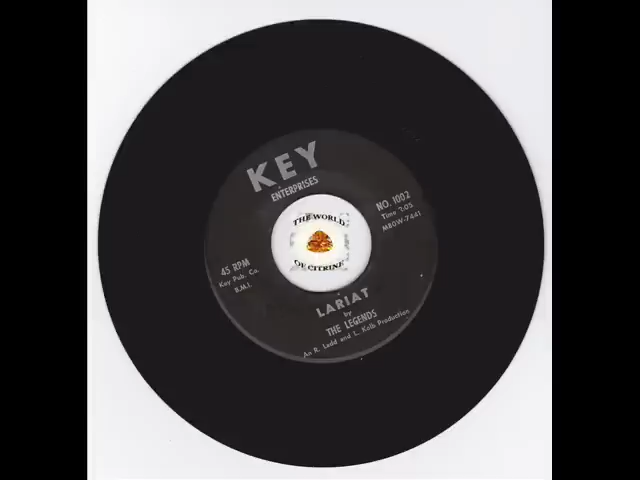 KEY
ENTERPRISES
NO. 1002
Time 2:05
M80W-7441
45 RPM
Key Pub. Co.
B.M.I.
THE WORLD
OF CITRINE
LARIAT
by
THE LEGENDS
An R. Ladd and L. Kolb Production